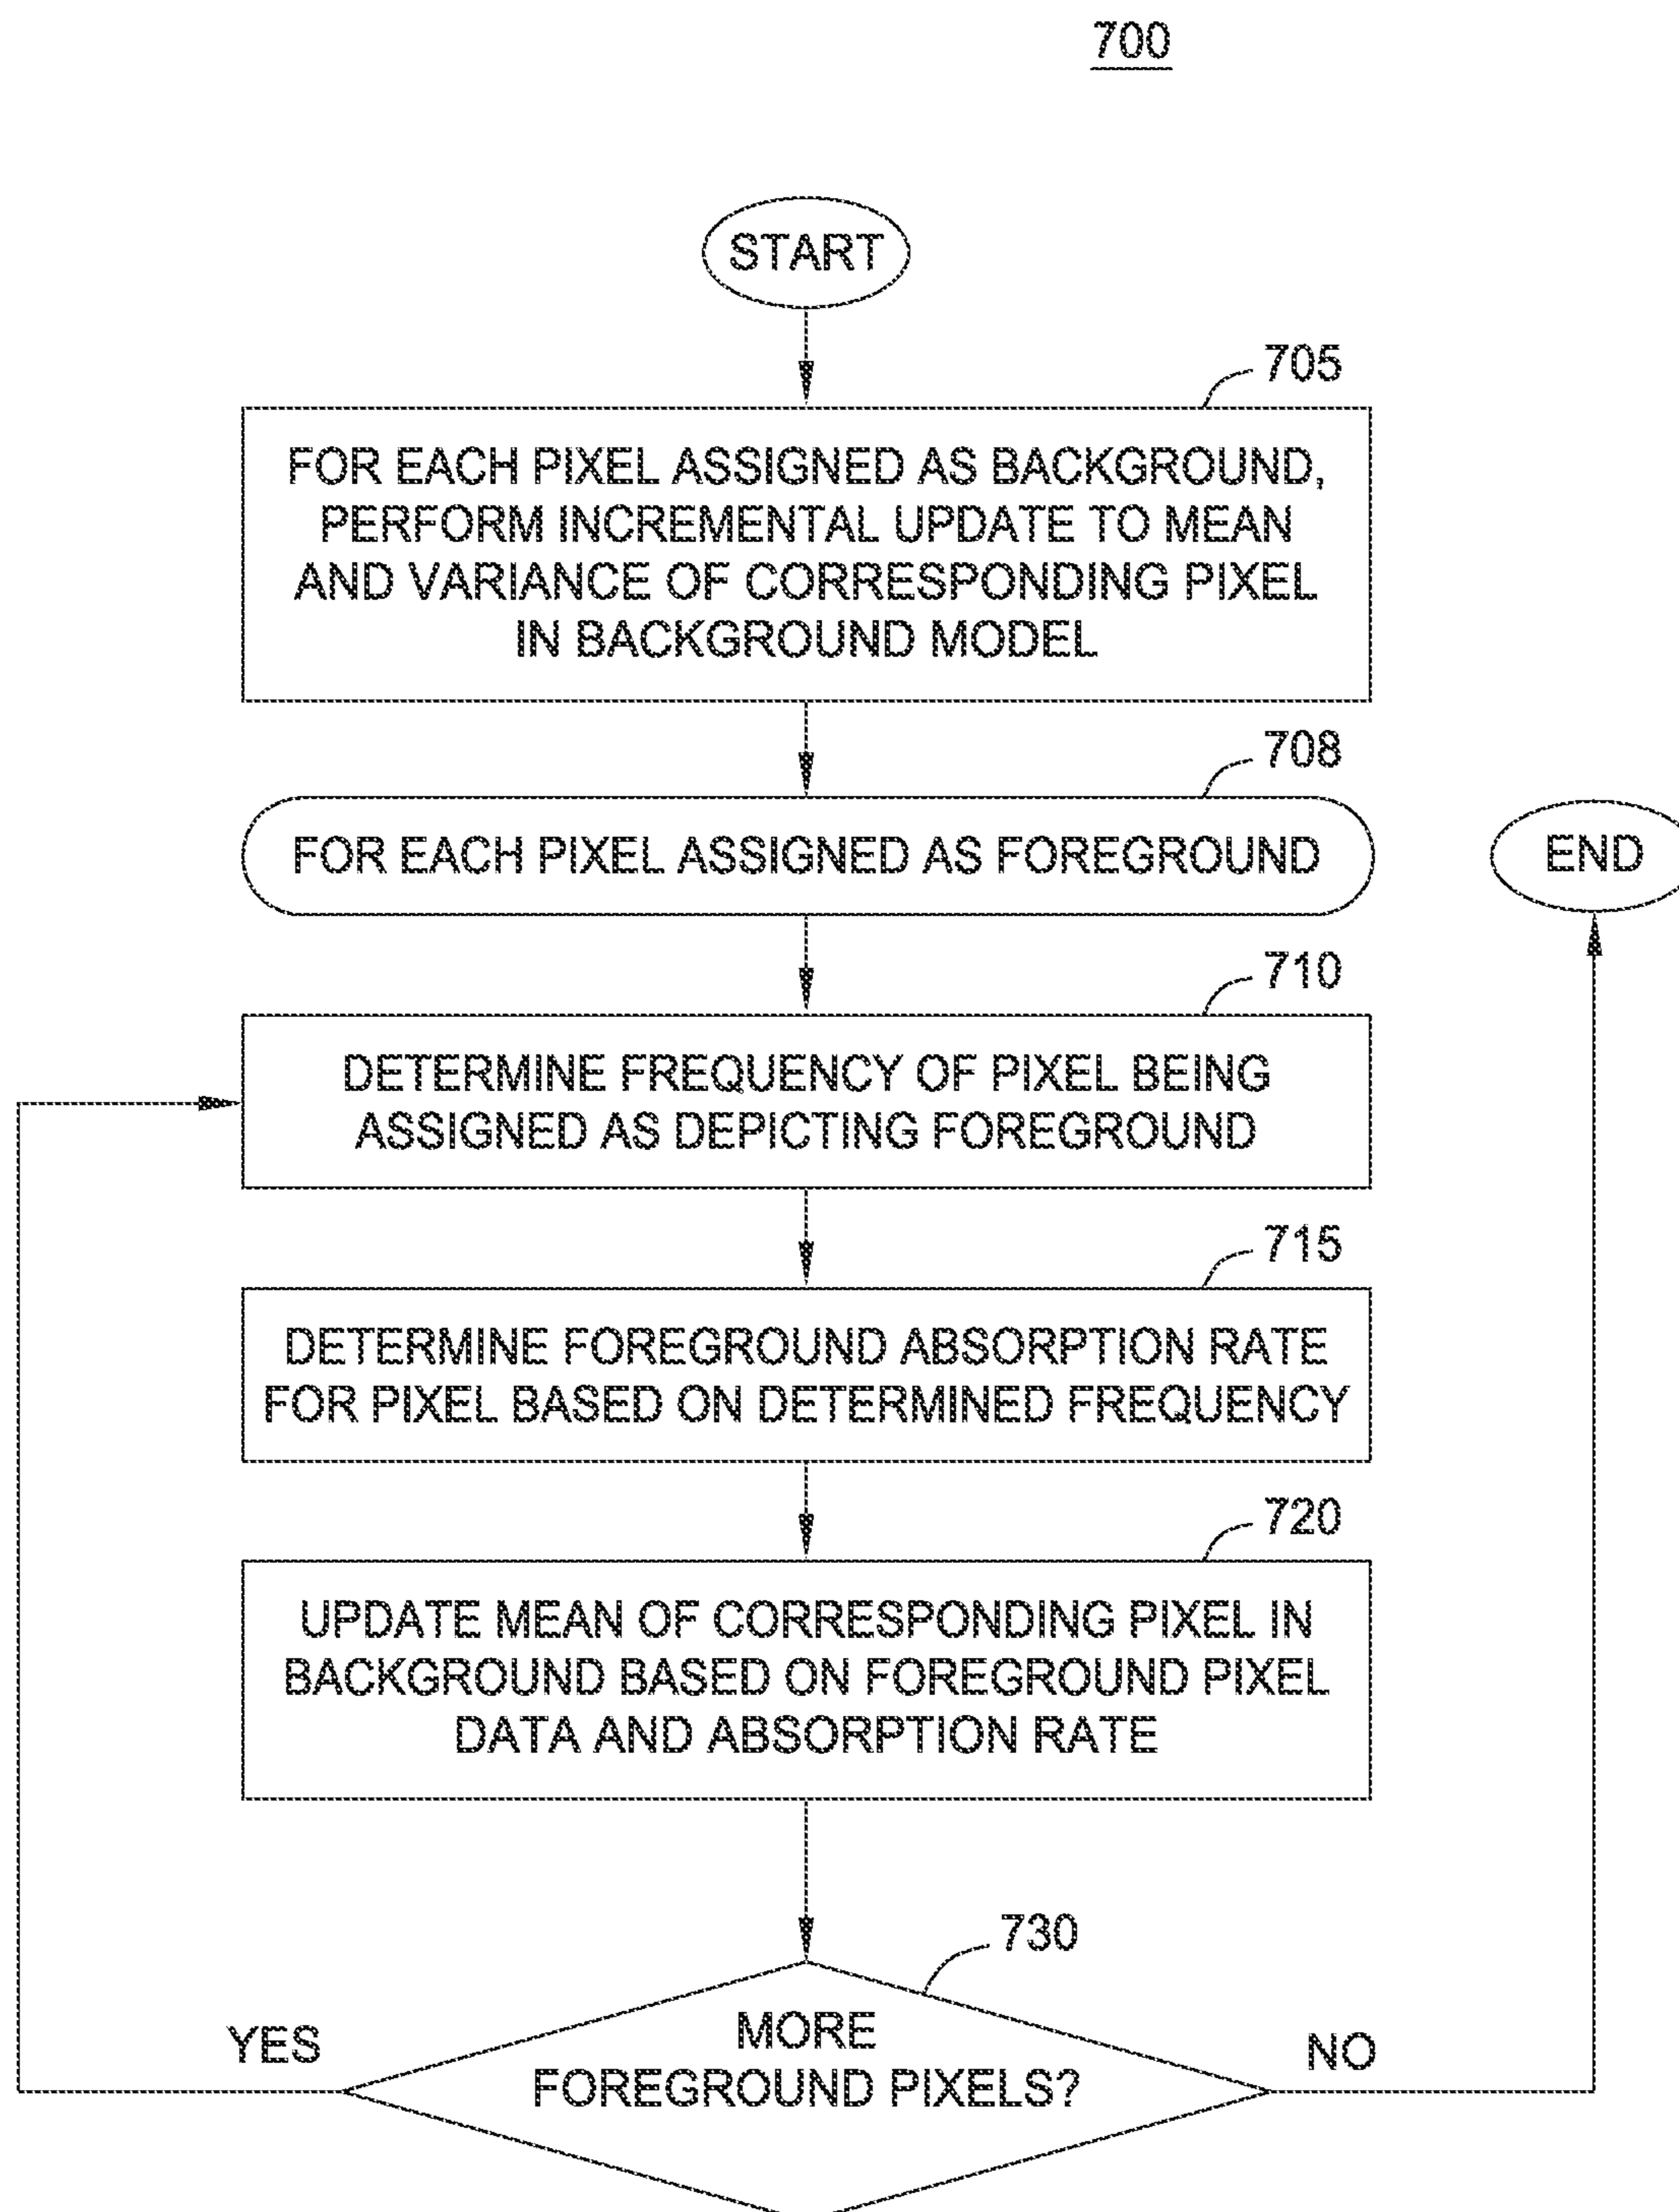 700
START
705
FOR EACH PIXEL ASSIGNED AS BACKGROUND,
PERFORM INCREMENTAL UPDATE TO MEAN
AND VARIANCE OF CORRESPONDING PIXEL
IN BACKGROUND MODEL
708
FOR EACH PIXEL ASSIGNED AS FOREGROUND
END
710
DETERMINE FREQUENCY OF PIXEL BEING
ASSIGNED AS DEPICTING FOREGROUND
715
DETERMINE FOREGROUND ABSORPTION RATE
FOR PIXEL BASED ON DETERMINED FREQUENCY
720
UPDATE MEAN OF CORRESPONDING PIXEL IN
BACKGROUND BASED ON FOREGROUND PIXEL
DATA AND ABSORPTION RATE
730
MORE
FOREGROUND PIXELS?
YES
NO